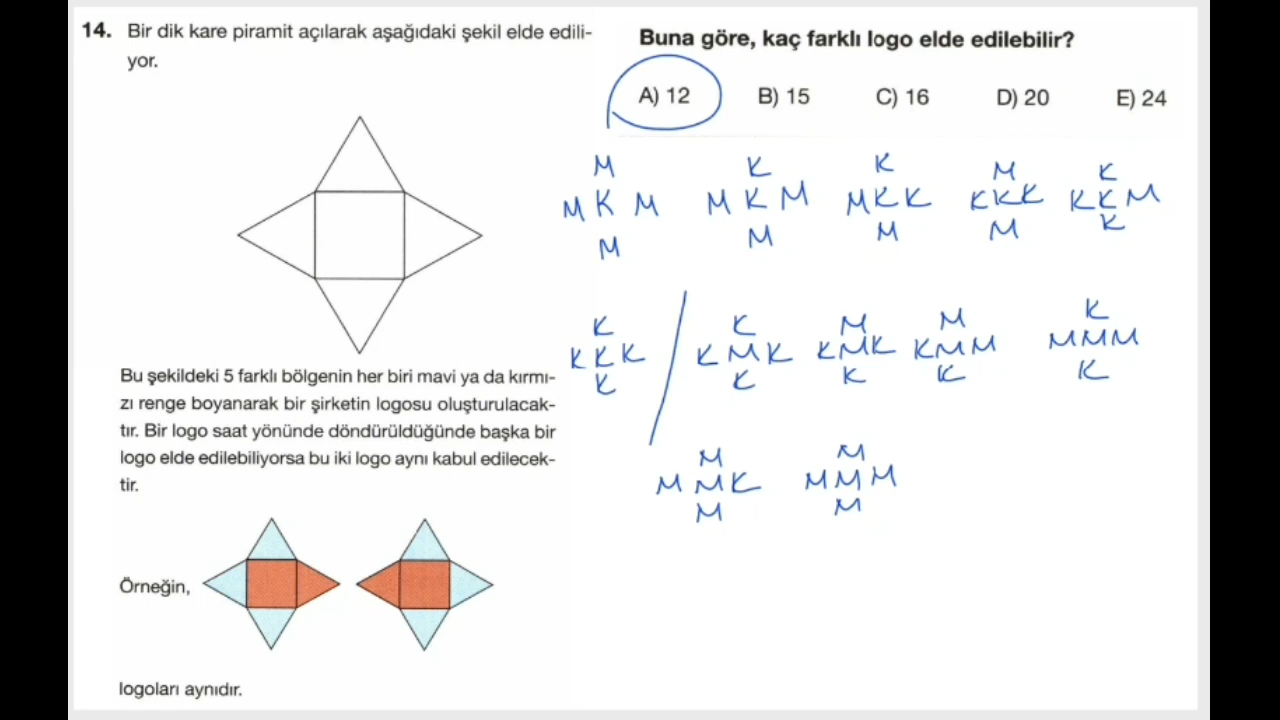 14. Bir dik kare piramit açılarak aşağıdaki şekil elde edili-
yor.
Bu şekildeki 5 farklı bölgenin her biri mavi ya da kırmı-
zı renge boyanarak bir şirketin logosu oluşturulacak-
tır. Bir logo saat yönünde döndürüldüğünde başka bir
logo elde edilebiliyorsa bu iki logo aynı kabul edilecek-
tir.
Örneğin,
logoları aynıdır.
Buna göre, kaç farklı logo elde edilebilir?
A) 12 B) 15 C) 16 D) 20 E) 24
M K K M K
M K M M K M M K K K K K K K M
M M M M K
K K M M K
K K K K M K K M K K M M M M M
K K K K K
M M
M M K M M M
M M